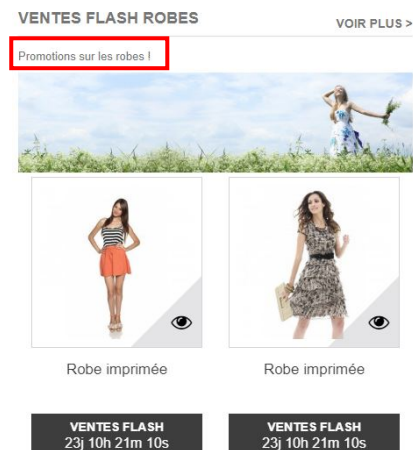 VENTES FLASH ROBES
VOIR PLUS >
Promotions sur les robes !
Robe imprimée
Robe imprimée
VENTES FLASH
23j 10h 21m 10s
VENTES FLASH
23j 10h 21m 10s